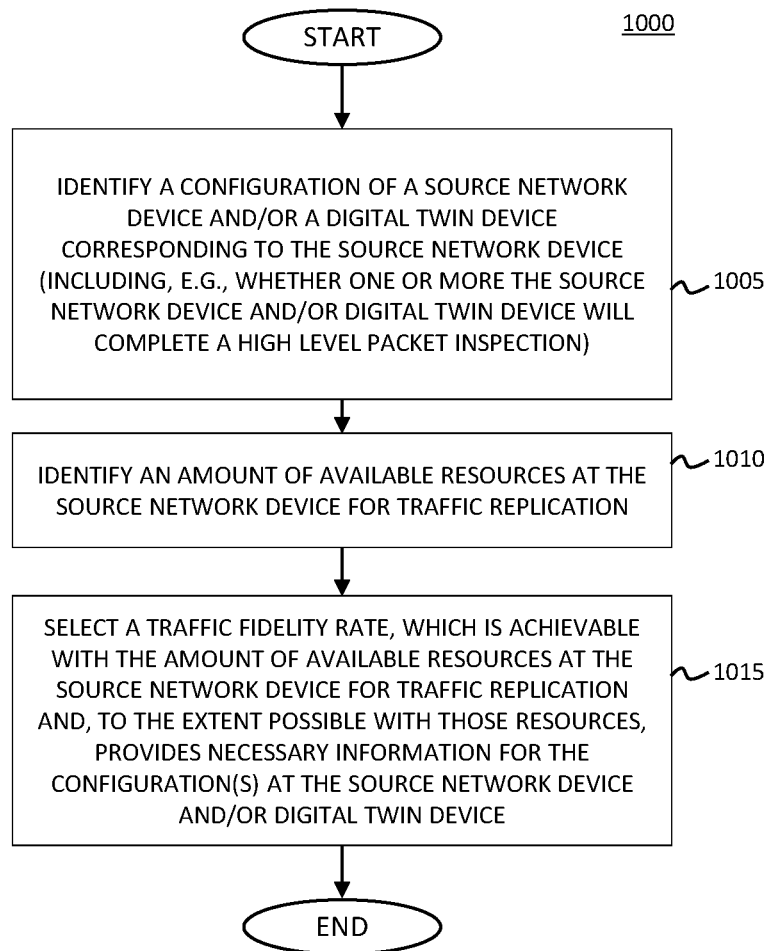 1000
START
IDENTIFY A CONFIGURATION OF A SOURCE NETWORK
DEVICE AND/OR A DIGITAL TWIN DEVICE
CORRESPONDING TO THE SOURCE NETWORK DEVICE
(INCLUDING, E.G., WHETHER ONE OR MORE THE SOURCE
NETWORK DEVICE AND/OR DIGITAL TWIN DEVICE WILL
COMPLETE A HIGH LEVEL PACKET INSPECTION)
1005
IDENTIFY AN AMOUNT OF AVAILABLE RESOURCES AT THE
SOURCE NETWORK DEVICE FOR TRAFFIC REPLICATION
1010
SELECT A TRAFFIC FIDELITY RATE, WHICH IS ACHIEVABLE
WITH THE AMOUNT OF AVAILABLE RESOURCES AT THE
SOURCE NETWORK DEVICE FOR TRAFFIC REPLICATION
AND, TO THE EXTENT POSSIBLE WITH THOSE RESOURCES,
PROVIDES NECESSARY INFORMATION FOR THE
CONFIGURATION(S) AT THE SOURCE NETWORK DEVICE
AND/OR DIGITAL TWIN DEVICE
1015
END